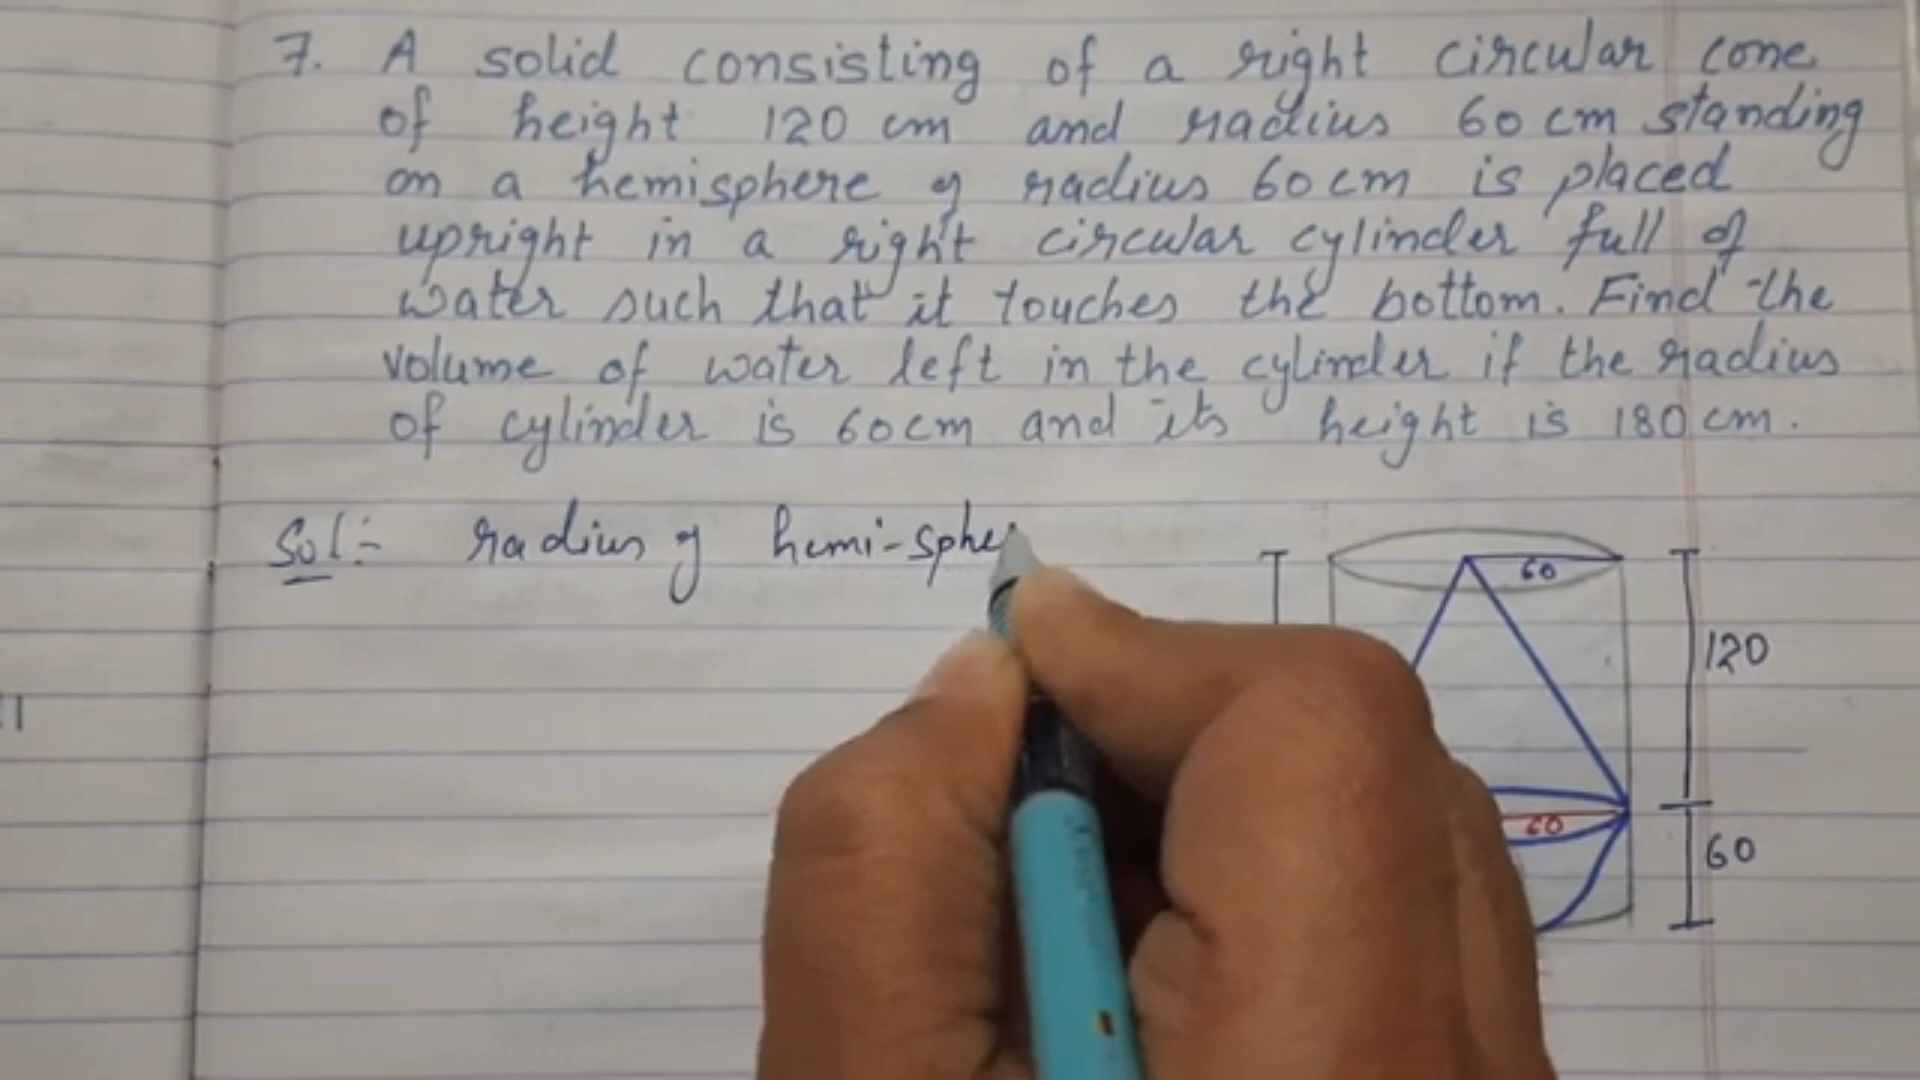 7. A solid consisting of a right circular cone
of height 120 cm and radius 60 cm standing
on a hemisphere of radius 60 cm is placed
upright in a right circular cylinder full of
water such that it touches the bottom. Find the
volume of water left in the cylinder if the radius
of cylinder is 60 cm and its height is 180 cm.
Sol:- radius of hemi-sphe
60
120
60
60